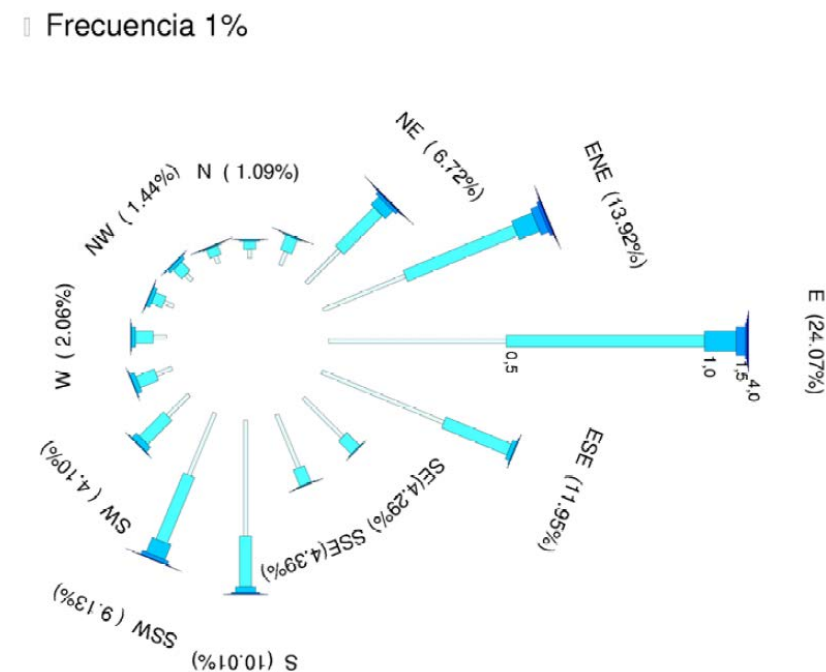 Frecuencia 1%
N ( 1.09%)
NE ( 6.72%)
ENE (13.92%)
E (24.07%)
0,5
1,0
1,5
4,0
ESE (11.95%)
SE(4.29%)
SSE(4.39%)
S (10.01%)
SSW ( 9.13%)
SW ( 4.10%)
W ( 2.06%)
NW ( 1.44%)